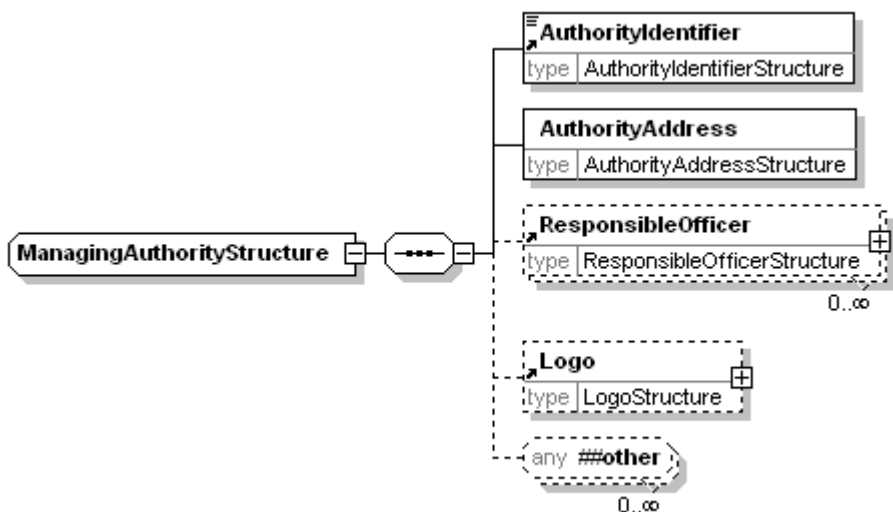 AuthorityIdentifier
type AuthorityIdentifierStructure
AuthorityAddress
type AuthorityAddressStructure
ManagingAuthorityStructure
ResponsibleOfficer
type ResponsibleOfficerStructure
0..∞
Logo
type LogoStructure
any ##other
0..∞